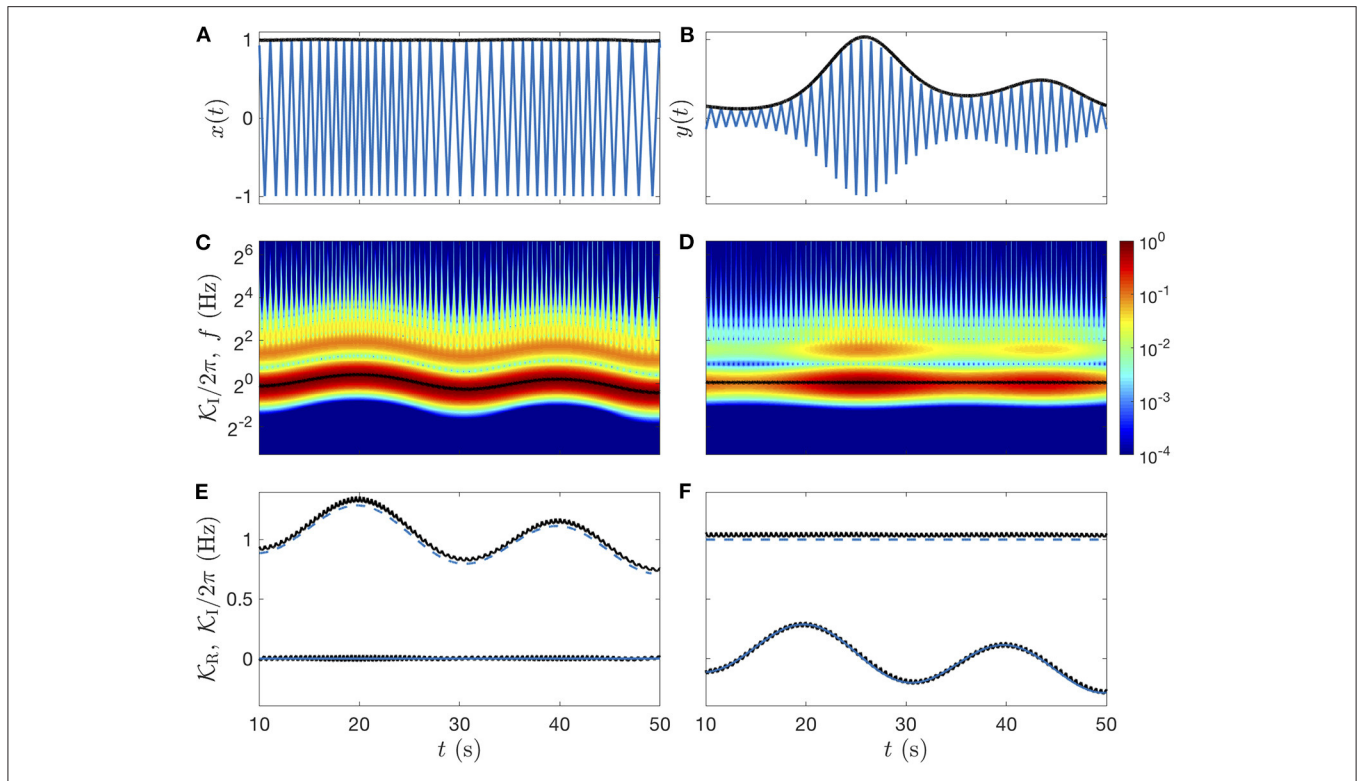 A
B
1
0
-1
x(t)
y(t)
C
D
2^6
2^4
2^2
2^0
2^-2
𝒦_I/2π, f (Hz)
10^0
10^-1
10^-2
10^-3
10^-4
E
F
1
0.5
0
𝒦_R, 𝒦_I/2π (Hz)
10 20 30 40 50
10 20 30 40 50
t (s)
t (s)